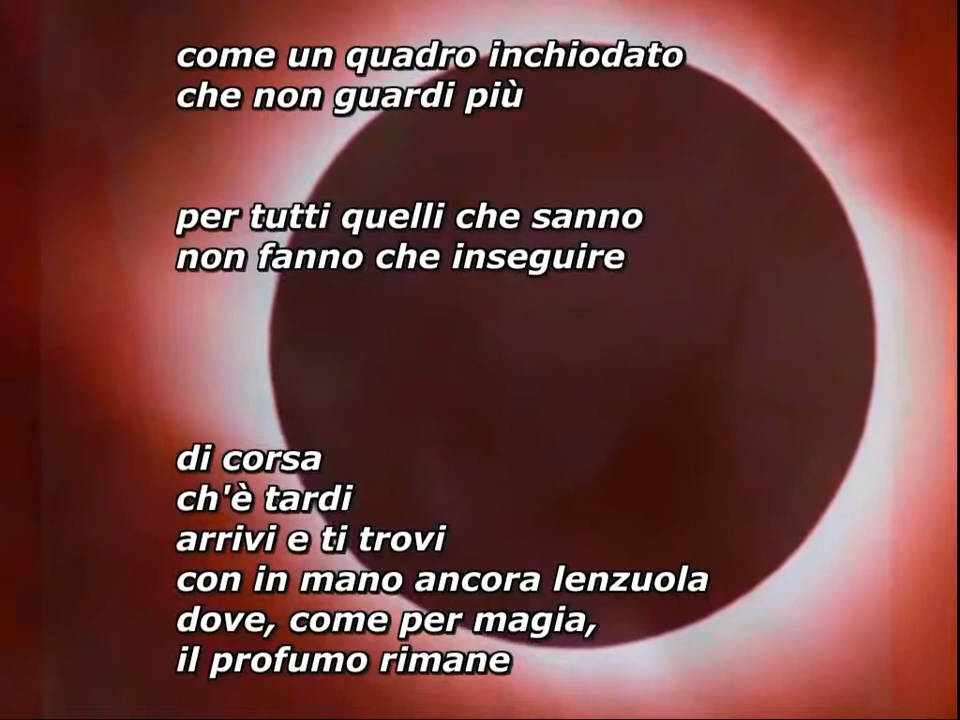 come un quadro inchiodato
che non guardi più
per tutti quelli che sanno
non fanno che inseguire
di corsa
ch'è tardi
arrivi e ti trovi
con in mano ancora lenzuola
dove, come per magia,
il profumo rimane